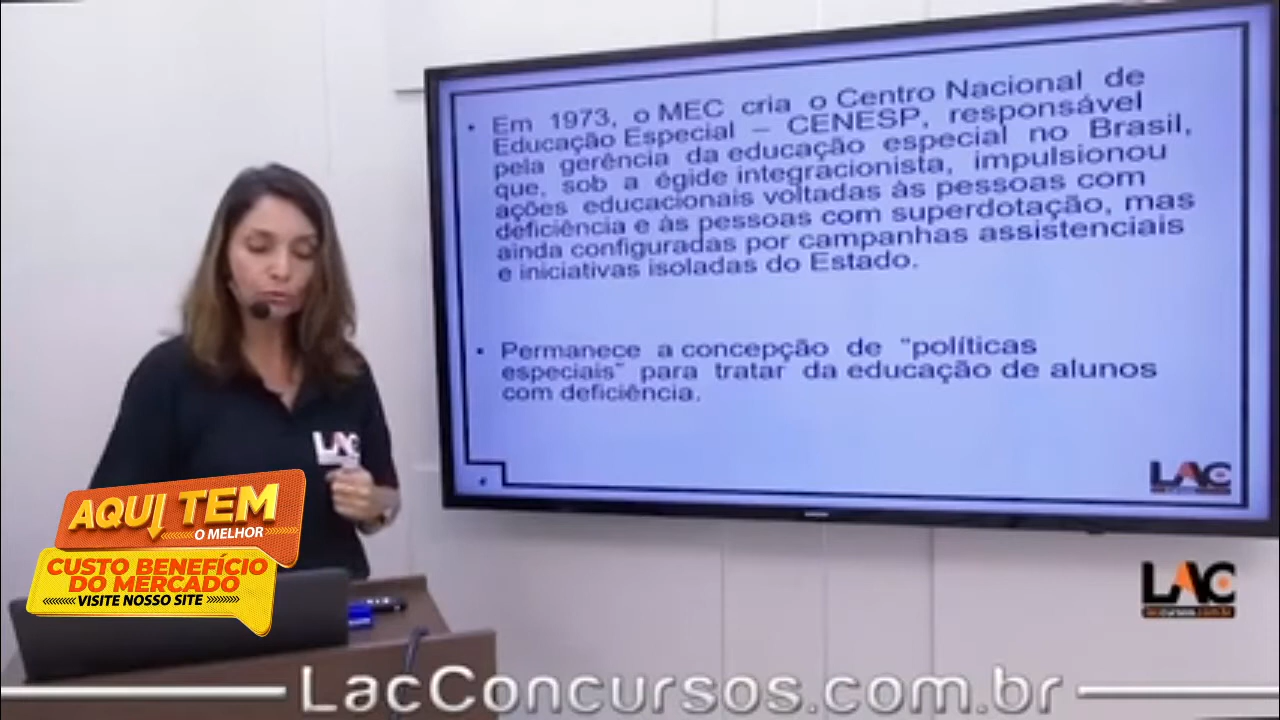 • Em 1973, o MEC cria o Centro Nacional de
Educação Especial – CENESP, responsável
pela gerência da educação especial no Brasil,
que, sob a égide integracionista, impulsionou
ações educacionais voltadas às pessoas com
deficiência e às pessoas com superdotação, mas
ainda configuradas por campanhas assistenciais
e iniciativas isoladas do Estado.
• Permanece a concepção de “políticas
especiais” para tratar da educação de alunos
com deficiência.
LAC
LAC
AQUI TEM
O MELHOR
CUSTO BENEFÍCIO
DO MERCADO
VISITE NOSSO SITE
LAC
lacconcursos.com.br
LacConcursos.com.br